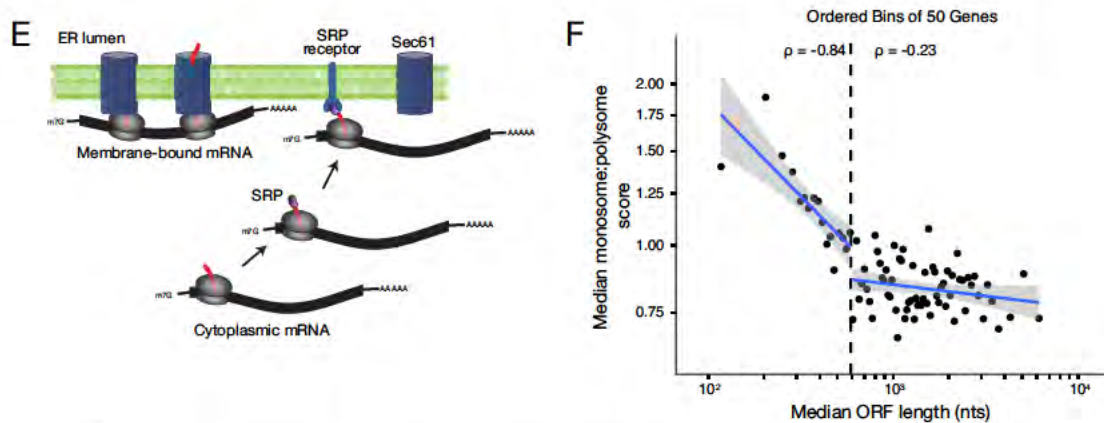 E
ER lumen
SRP
receptor
Sec61
m7G
AAAAA
Membrane-bound mRNA
m7G
AAAAA
SRP
m7G
AAAAA
m7G
AAAAA
Cytoplasmic mRNA
F
Ordered Bins of 50 Genes
ρ = -0.84
ρ = -0.23
Median monosome:polysome
score
2.00
1.75
1.50
1.25
1.00
0.75
10²
10³
10⁴
Median ORF length (nts)